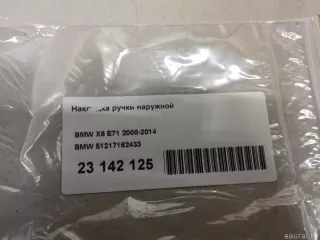 Накладка ручки наружной
BMW X6 E71 2008-2014
BMW 51217162433
23 142 125